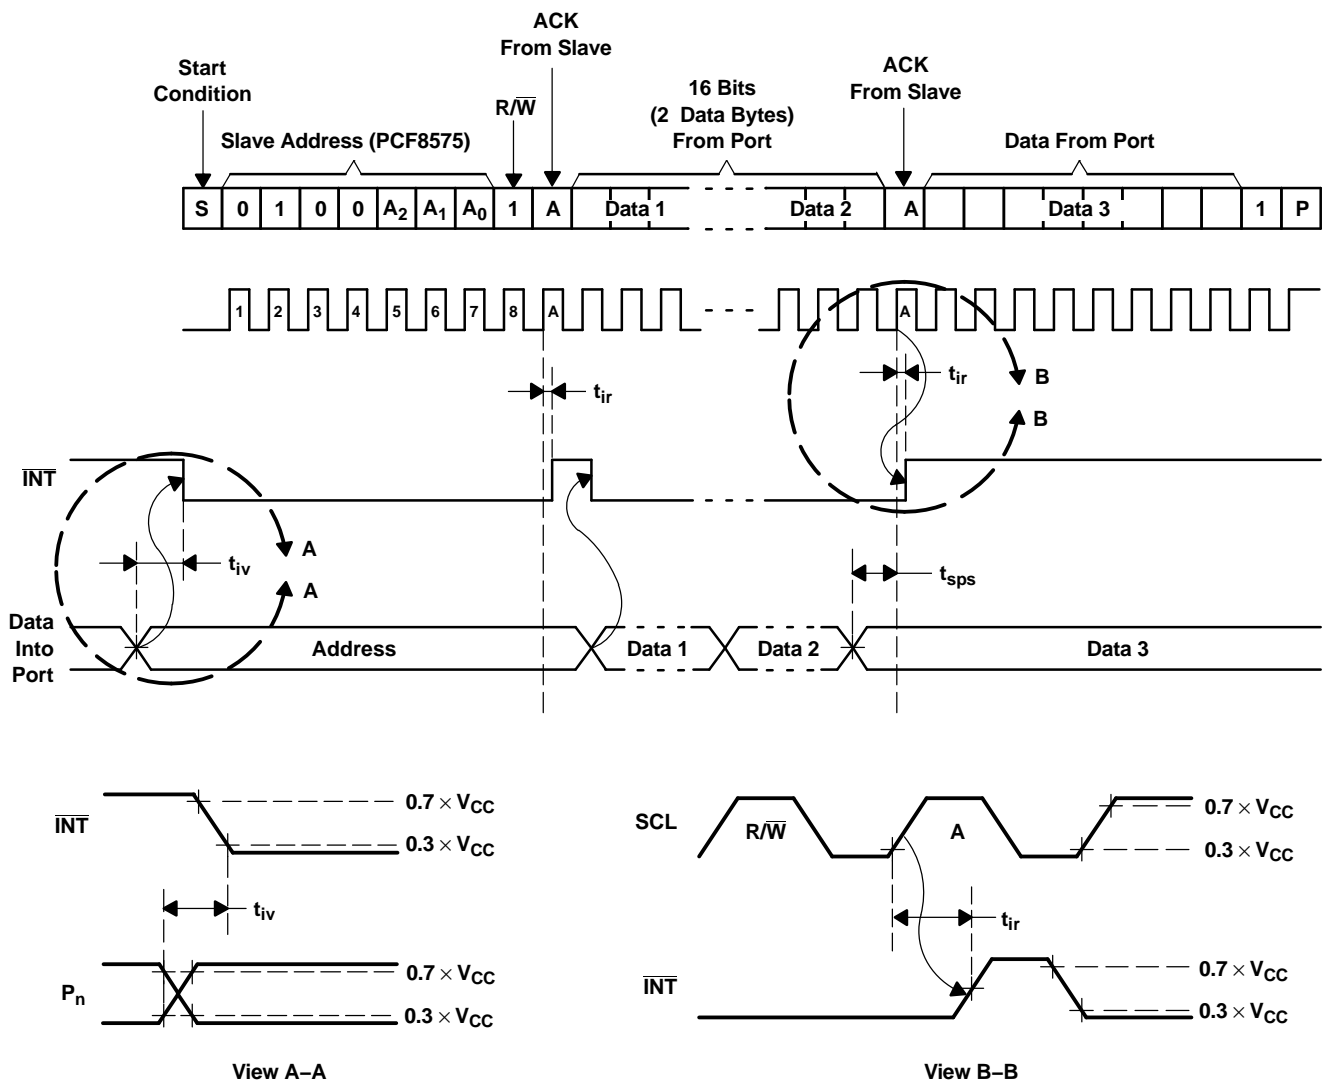 ACK
From Slave
Start
Condition
R/W̅
16 Bits
(2 Data Bytes)
From Port
ACK
From Slave
Slave Address (PCF8575)
Data From Port
S 0 1 0 0 A2 A1 A0 1 A Data 1 Data 2 A Data 3 1 P
1 2 3 4 5 6 7 8 A A
tir
tir
B
B
I̅N̅T̅
tiv
A
A
tsps
Data
Into
Port
Address
Data 1
Data 2
Data 3
I̅N̅T̅
0.7 × VCC
0.3 × VCC
tiv
Pn
0.7 × VCC
0.3 × VCC
View A–A
SCL
R/W̅
A
0.7 × VCC
0.3 × VCC
tir
I̅N̅T̅
0.7 × VCC
0.3 × VCC
View B–B